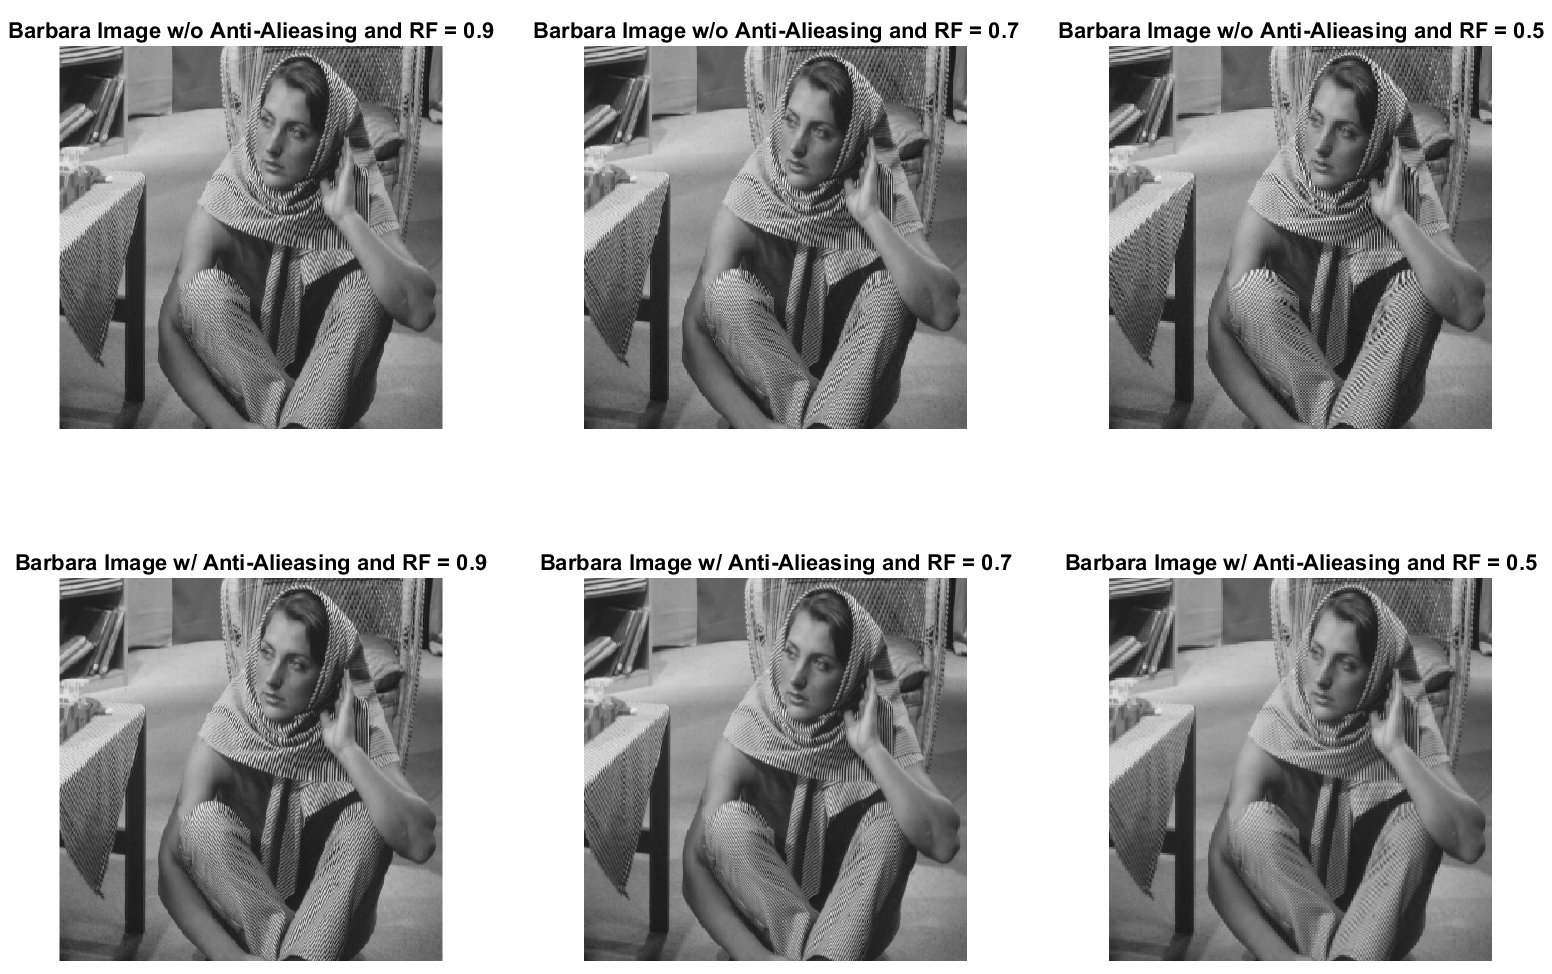 Barbara Image w/o Anti-Alieasing and RF = 0.9
Barbara Image w/o Anti-Alieasing and RF = 0.7
Barbara Image w/o Anti-Alieasing and RF = 0.5
Barbara Image w/ Anti-Alieasing and RF = 0.9
Barbara Image w/ Anti-Alieasing and RF = 0.7
Barbara Image w/ Anti-Alieasing and RF = 0.5